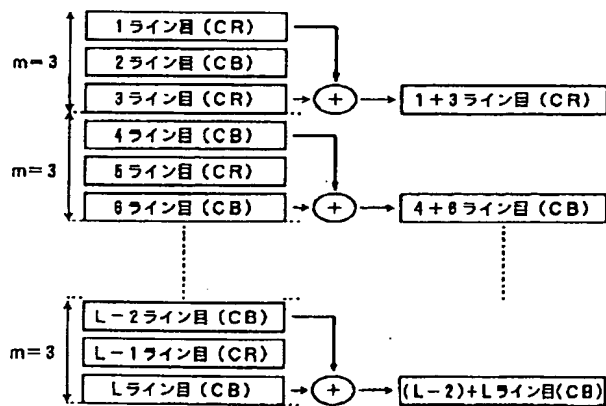 m=3
1ライン目(CR)
2ライン目(CB)
3ライン目(CR)
+
1+3ライン目(CR)
m=3
4ライン目(CB)
5ライン目(CR)
6ライン目(CB)
+
4+6ライン目(CB)
m=3
L-2ライン目(CB)
L-1ライン目(CR)
Lライン目(CB)
+
(L-2)+Lライン目(CB)